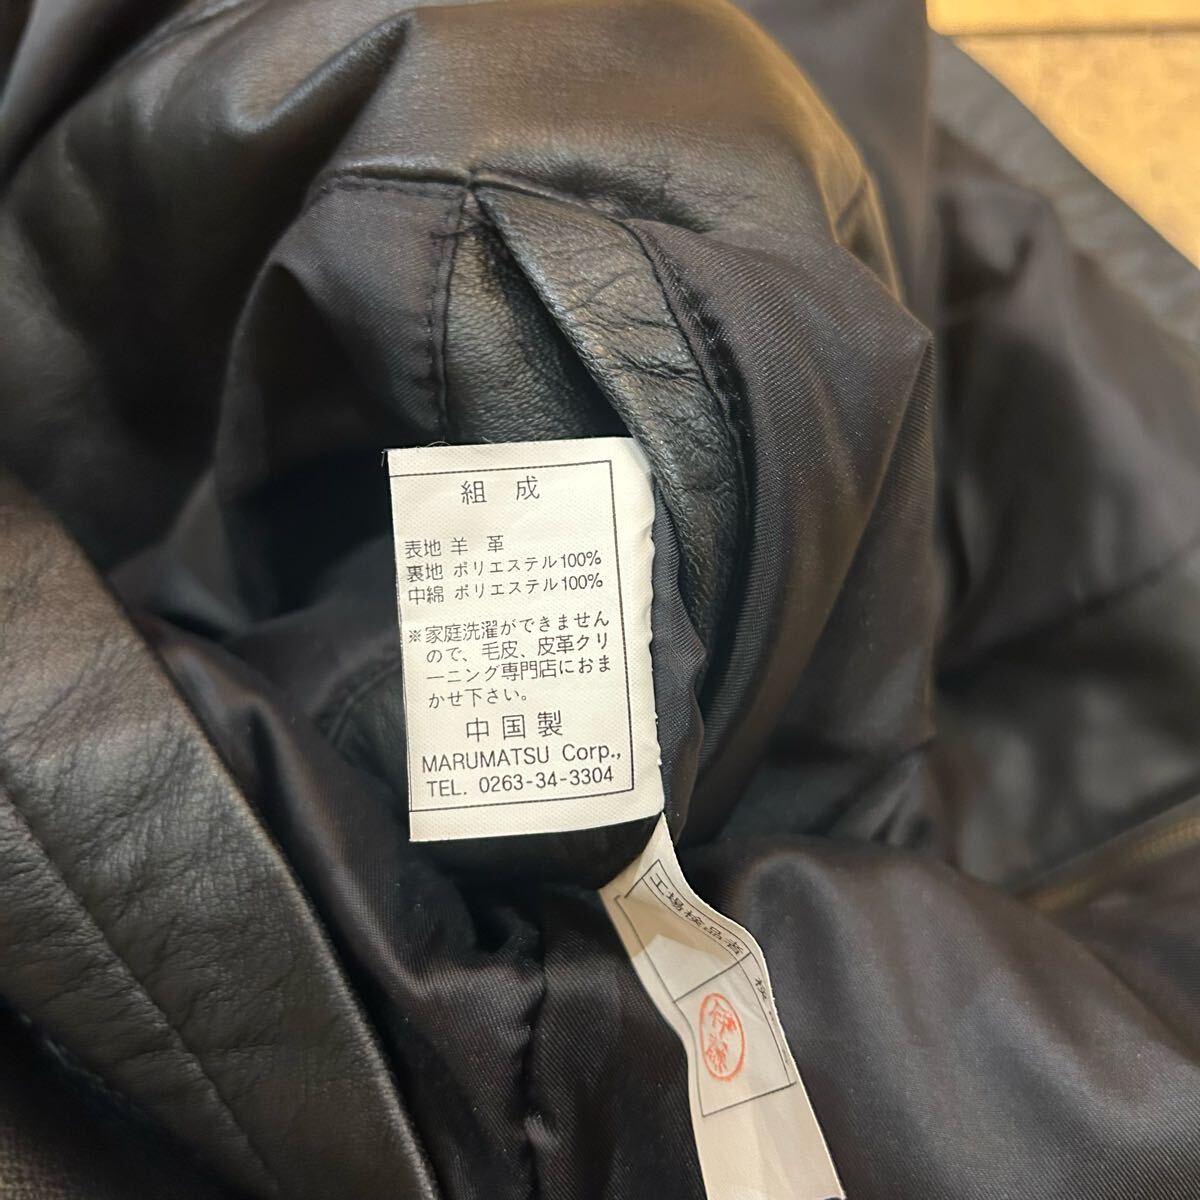 組 成
表地 羊 革
裏地 ポリエステル100%
中綿 ポリエステル100%
※家庭洗濯ができません
ので、毛皮、皮革クリ
ーニング専門店におま
かせ下さい。
中国製
MARUMATSU Corp.,
TEL. 0263-34-3304
工場検品者
伊藤